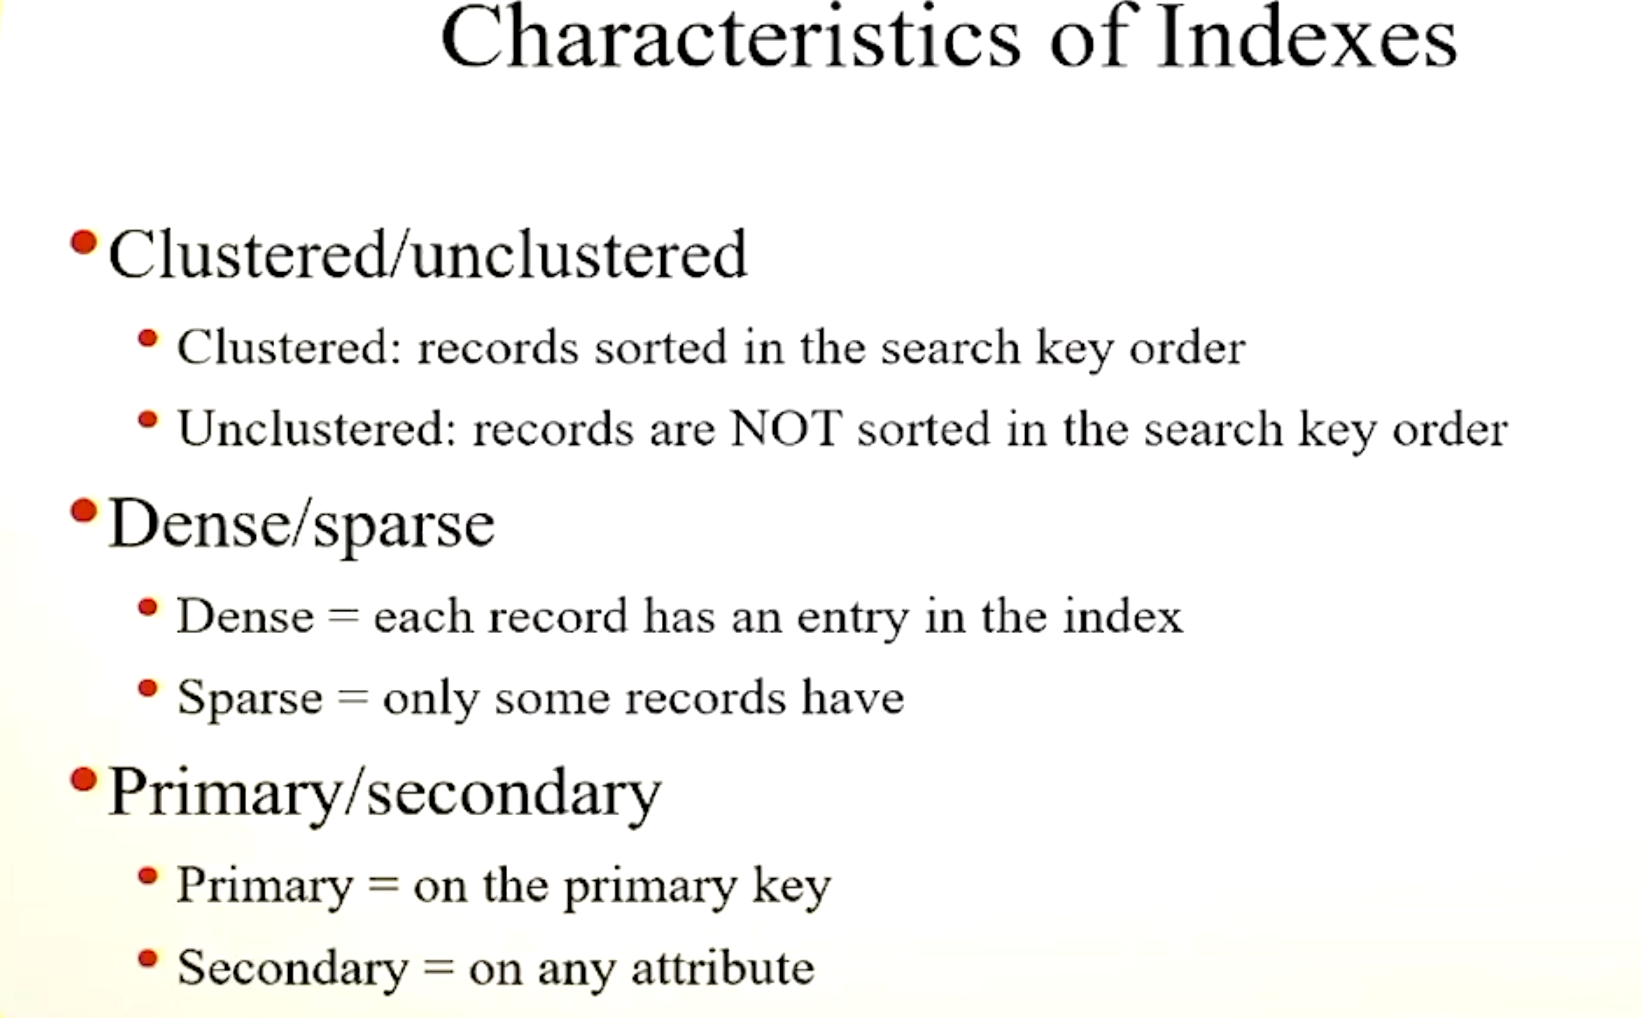 Characteristics of Indexes
•Clustered/unclustered
• Clustered: records sorted in the search key order
• Unclustered: records are NOT sorted in the search key order
•Dense/sparse
• Dense = each record has an entry in the index
• Sparse = only some records have
•Primary/secondary
• Primary = on the primary key
• Secondary = on any attribute